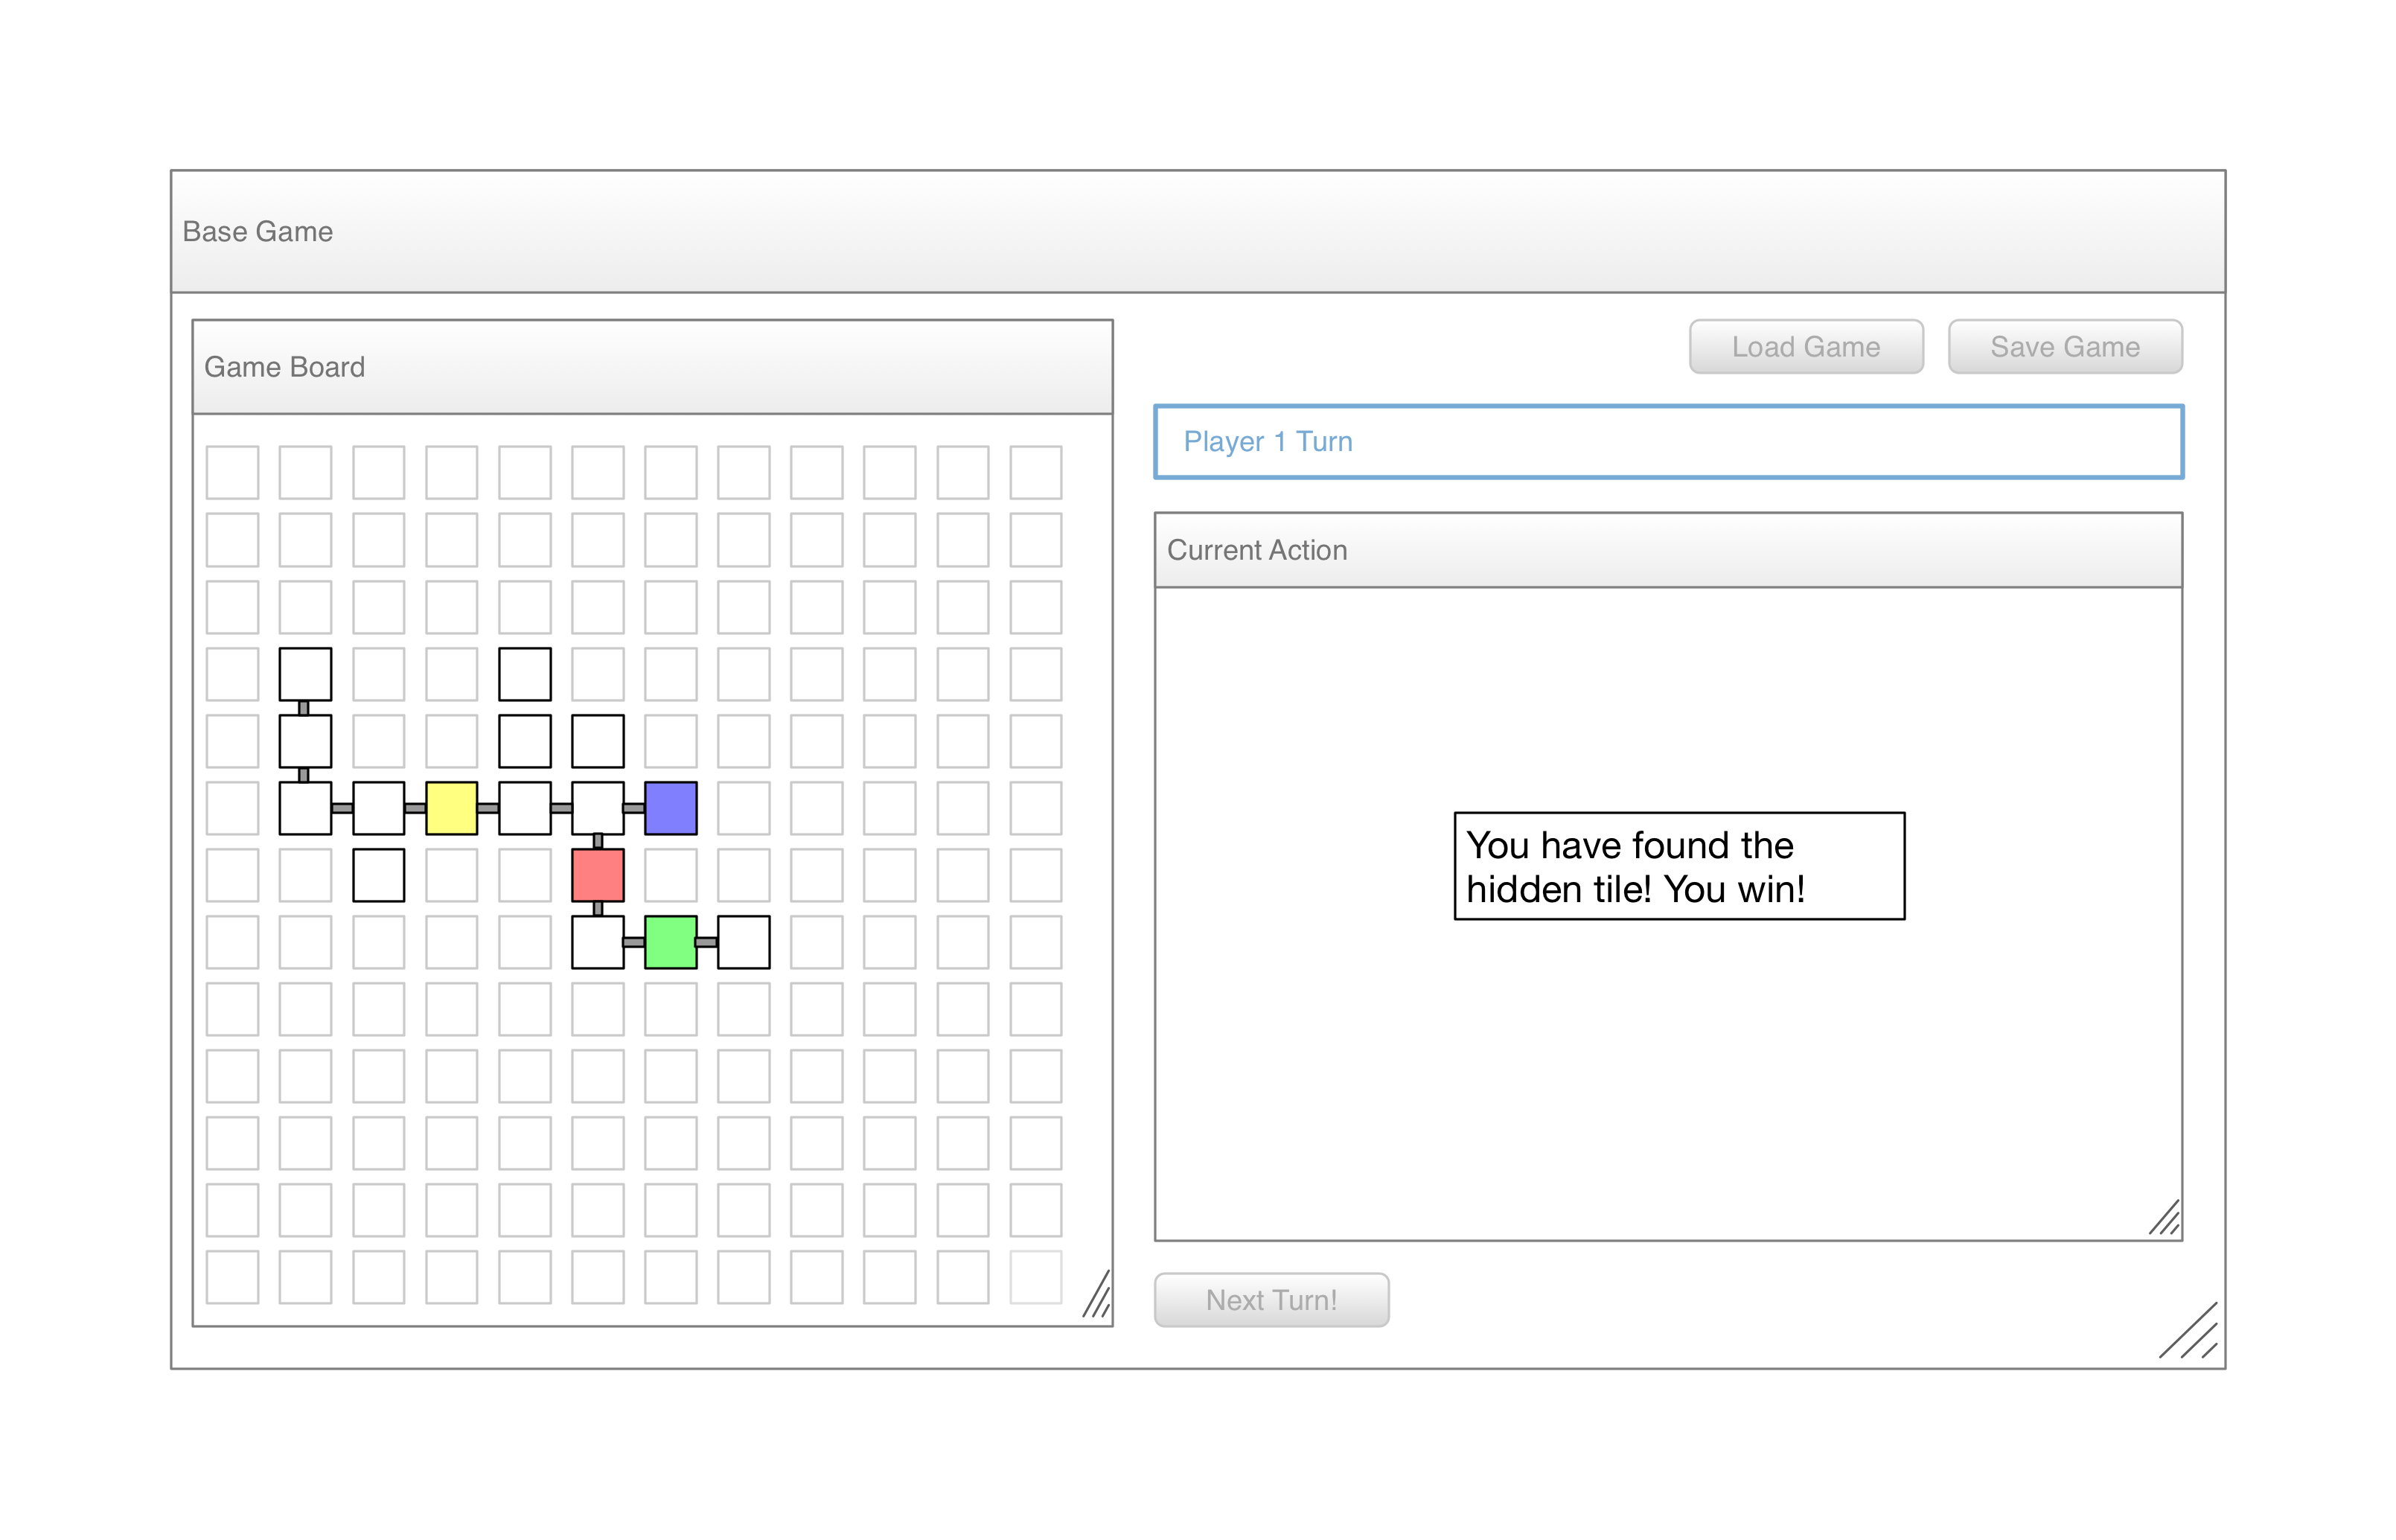 Base Game
Game Board
Load Game
Save Game
Player 1 Turn
Current Action
You have found the
hidden tile! You win!
Next Turn!